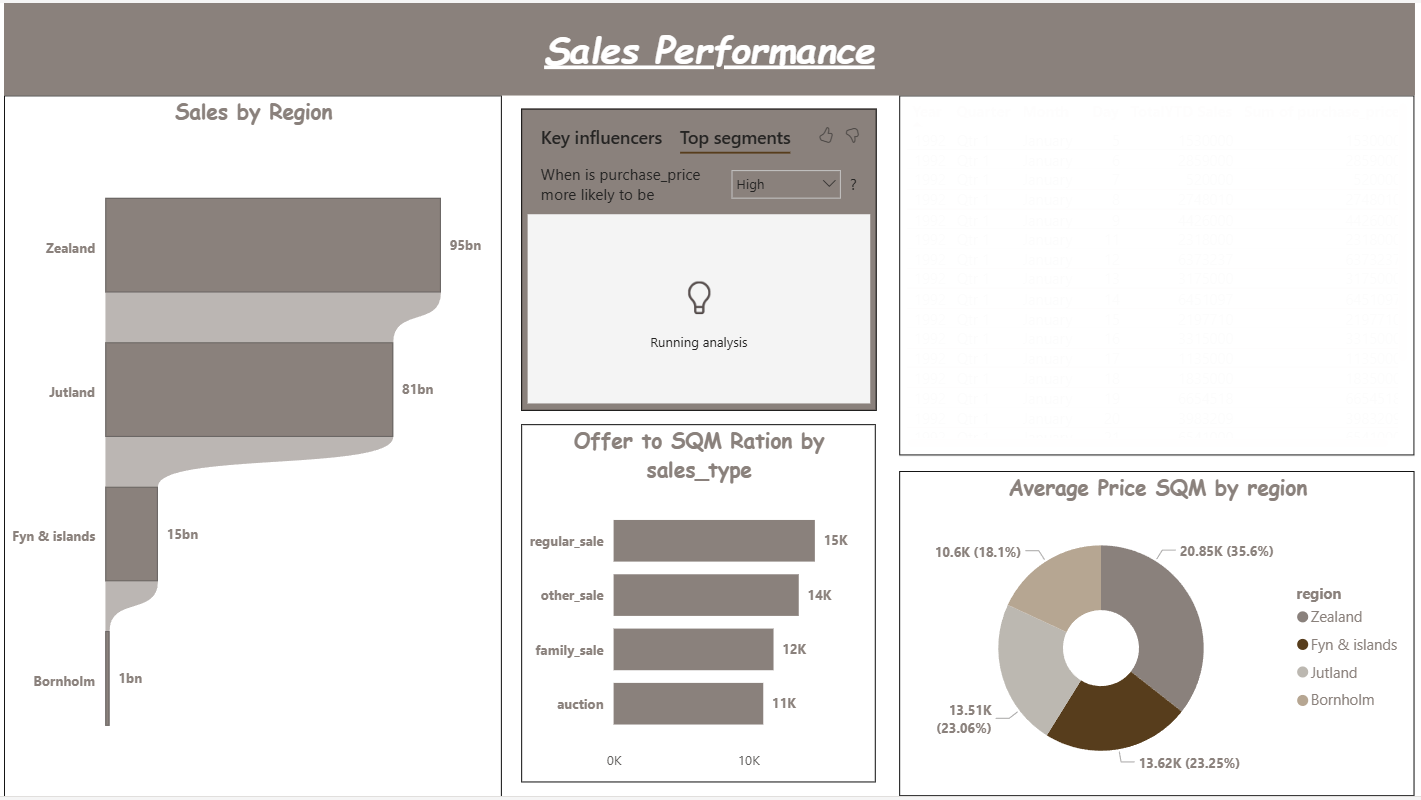 Sales Performance
Sales by Region
Zealand
95bn
Jutland
81bn
Fyn & islands
15bn
Bornholm
1bn
Key influencers Top segments
When is purchase_price
more likely to be
High
?
Running analysis
Offer to SQM Ration by
sales_type
regular_sale
15K
other_sale
14K
family_sale
12K
auction
11K
0K
10K
Average Price SQM by region
10.6K (18.1%)
20.85K (35.6%)
13.51K
(23.06%)
13.62K (23.25%)
region
Zealand
Fyn & islands
Jutland
Bornholm